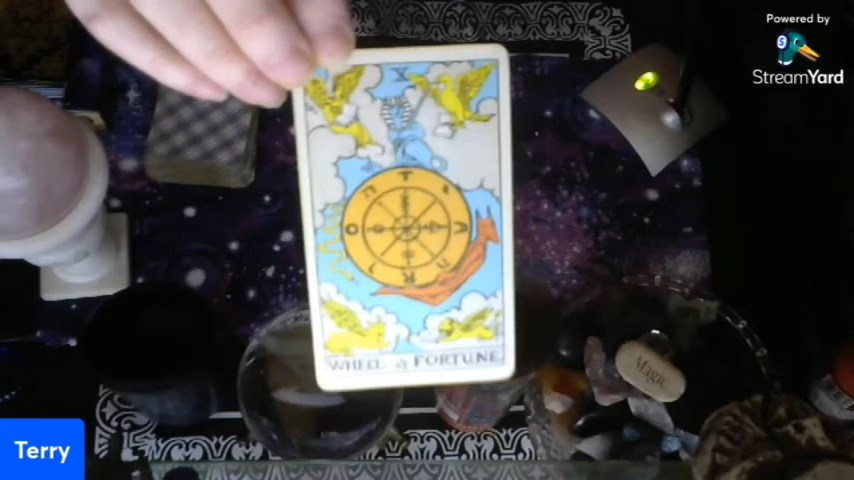 Powered by
StreamYard
X
T
A
R
O
WHEEL of FORTUNE
Magic
Terry